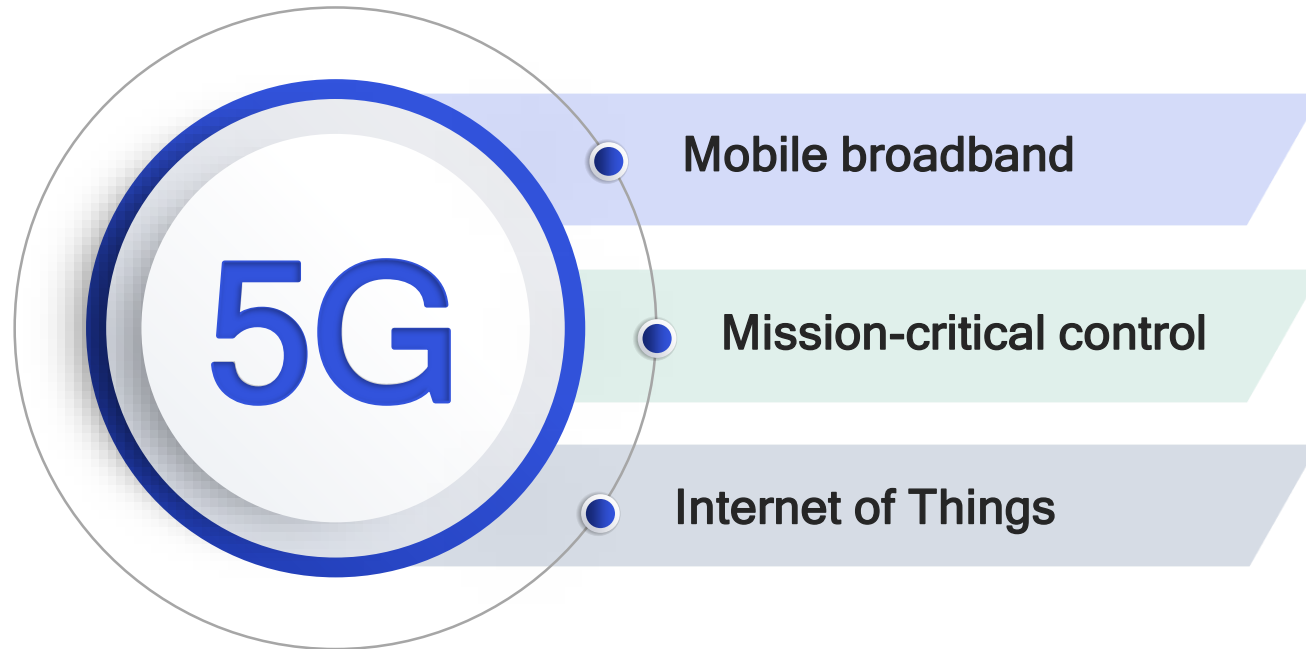 5G
Mobile broadband
Mission-critical control
Internet of Things